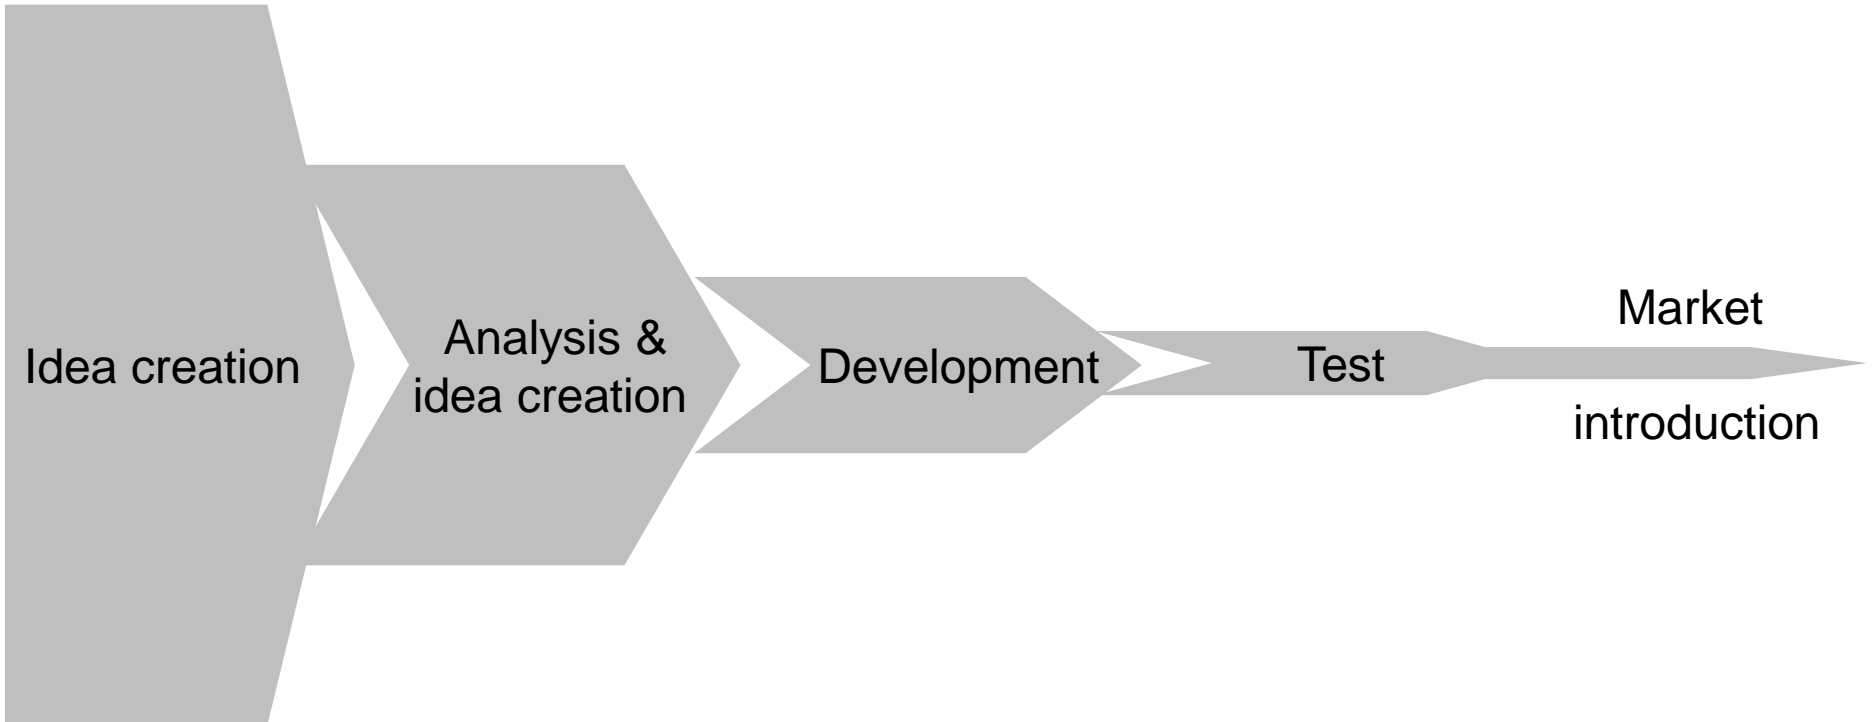 Idea creation
Analysis &
idea creation
Development
Test
Market
introduction